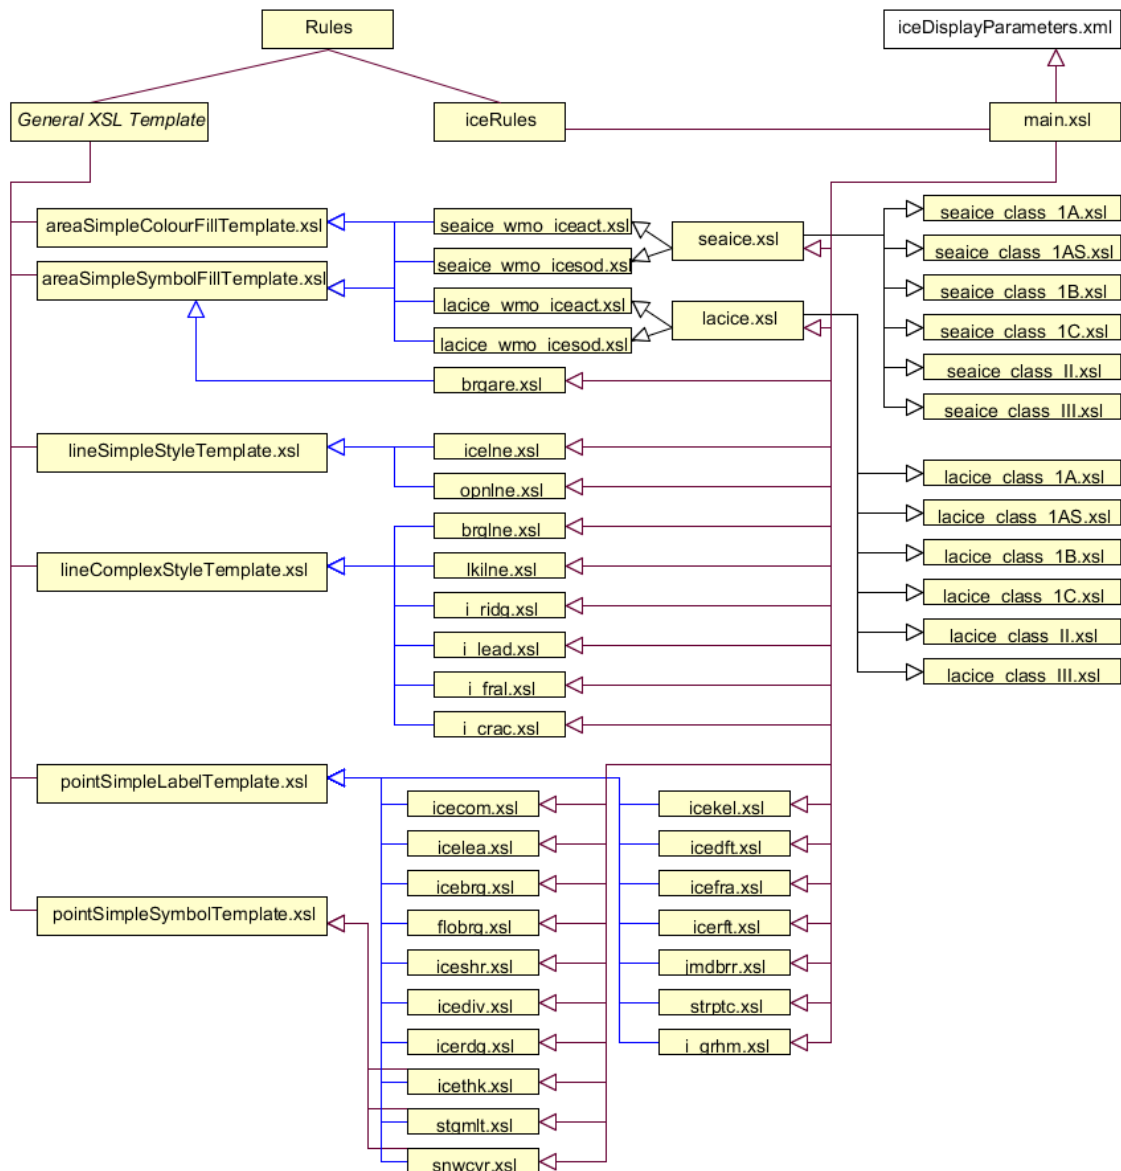 Rules
iceDisplayParameters.xml
General XSL Template
iceRules
main.xsl
areaSimpleColourFillTemplate.xsl
areaSimpleSymbolFillTemplate.xsl
seaice_wmo_iceact.xsl
seaice_wmo_icesod.xsl
lacice_wmo_iceact.xsl
lacice_wmo_icesod.xsl
brgare.xsl
seaice.xsl
lacice.xsl
seaice_class_1A.xsl
seaice_class_1AS.xsl
seaice_class_1B.xsl
seaice_class_1C.xsl
seaice_class_II.xsl
seaice_class_III.xsl
lacice_class_1A.xsl
lacice_class_1AS.xsl
lacice_class_1B.xsl
lacice_class_1C.xsl
lacice_class_II.xsl
lacice_class_III.xsl
lineSimpleStyleTemplate.xsl
icelne.xsl
opnlne.xsl
lineComplexStyleTemplate.xsl
brglne.xsl
lkilne.xsl
i_ridg.xsl
i_lead.xsl
i_fral.xsl
i_crac.xsl
pointSimpleLabelTemplate.xsl
pointSimpleSymbolTemplate.xsl
icecom.xsl
icelea.xsl
icebrg.xsl
flobrg.xsl
iceshr.xsl
icediv.xsl
icerdg.xsl
icethk.xsl
stgmlt.xsl
snwcvr.xsl
icekel.xsl
icedft.xsl
icefra.xsl
icerft.xsl
jmdbrr.xsl
strptc.xsl
i_grhm.xsl